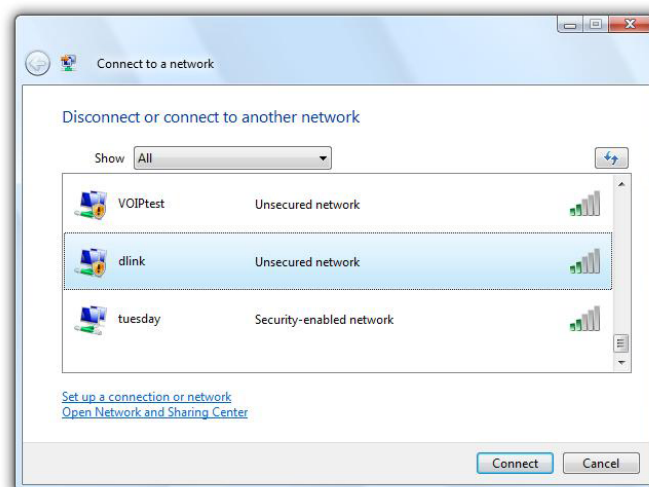 Connect to a network
Disconnect or connect to another network
Show All
VOIPtest Unsecured network
dlink Unsecured network
tuesday Security-enabled network
Set up a connection or network
Open Network and Sharing Center
Connect Cancel